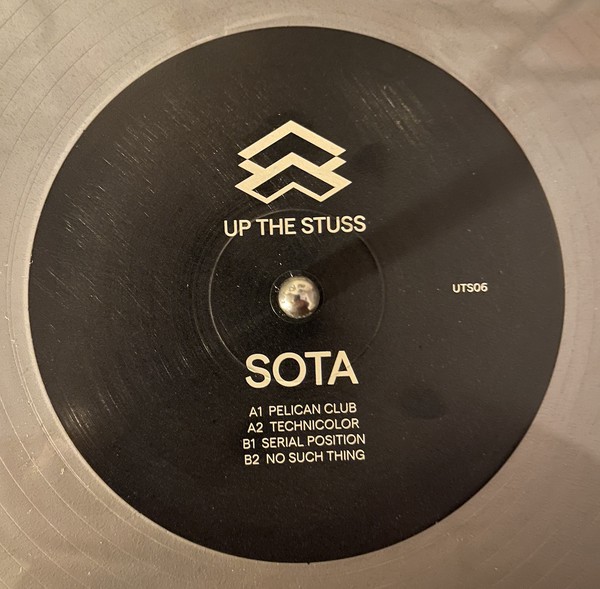 UP THE STUSS
UTS06
SOTA
A1 PELICAN CLUB
A2 TECHNICOLOR
B1 SERIAL POSITION
B2 NO SUCH THING